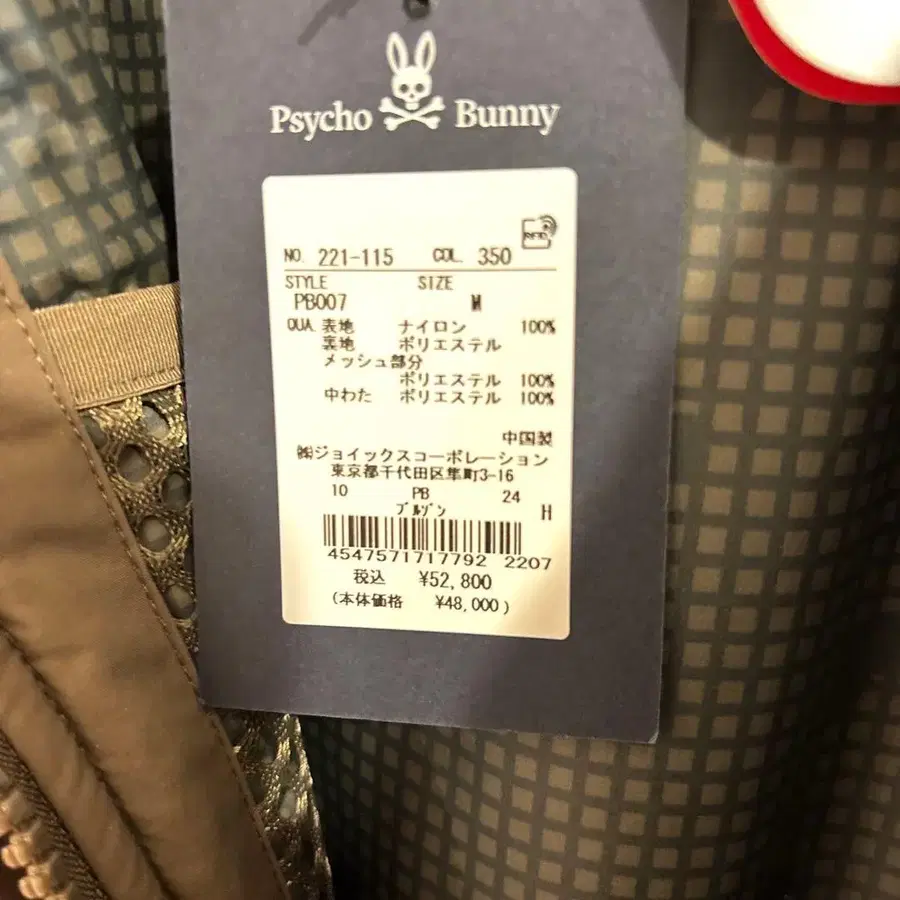 Psycho Bunny
RFID
NO. 221-115 COL. 350
STYLE SIZE
PB007 M
QUA. 表地 ナイロン 100%
裏地 ポリエステル
メッシュ部分
ポリエステル 100%
中わた ポリエステル 100%
中国製
㈱ジョイックスコーポレーション
東京都千代田区隼町3-16
10 PB 24
ブルゾン H
4547571717792 2207
税込 ¥52,800
(本体価格 ¥48,000)